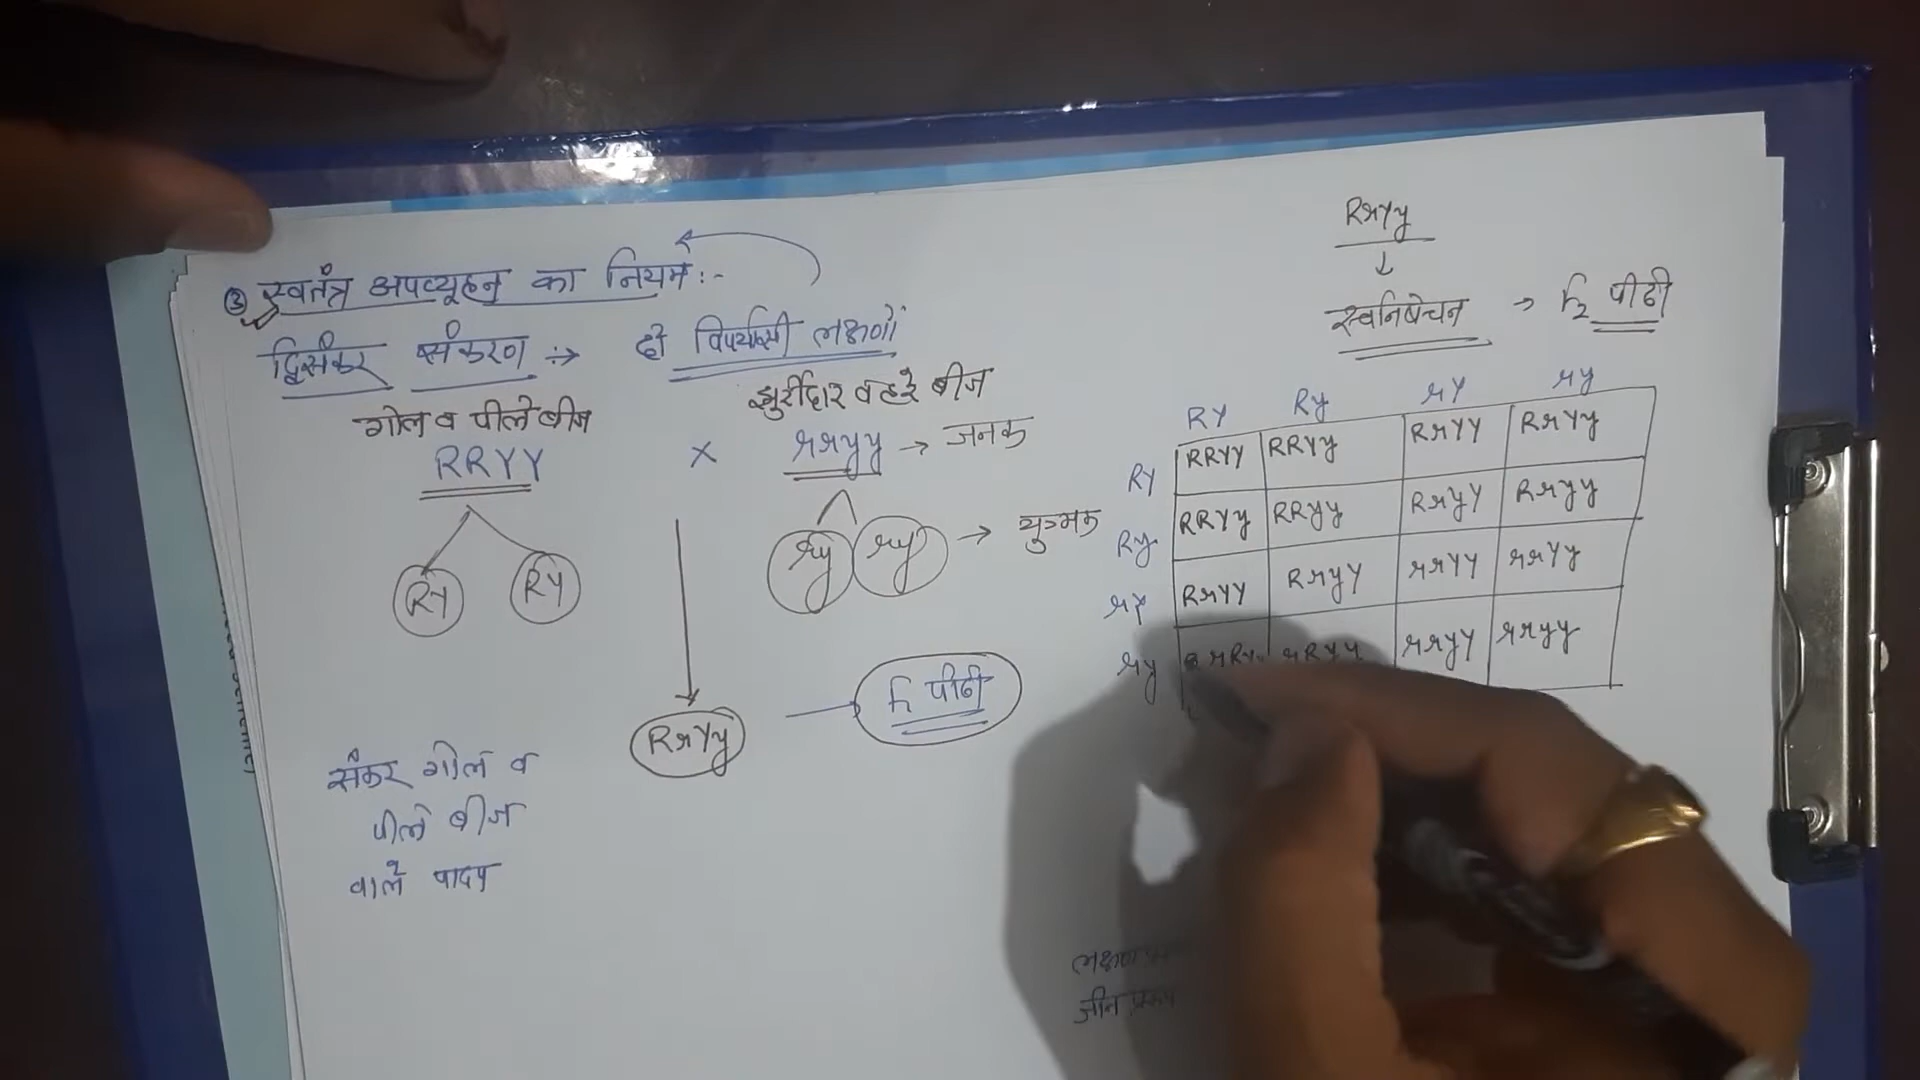 ③ स्वतंत्र अपव्यूहन का नियम :-
द्विसंकर संकरण :→ दो विपर्यासी लक्षणों
गोल व पीले बीज
झुर्रीदार व हरे बीज
RRYY × rryy → जनक
RY RY ry ry → युग्मक
RrYy → F₁ पीढी
संकर गोल व
पीले बीज
वाले पादप
RrYy
↓
स्वनिषेचन → F₂ पीढी
RY Ry rY ry
RY RRYY RRYy RrYY RrYy
Ry RRYy RRyy RryY Rryy
rY RrYY RryY rrYY rrYy
ry rryY rryy
जीन प्ररूप